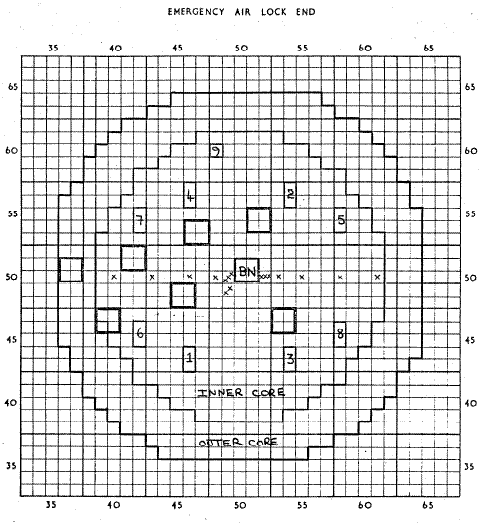 EMERGENCY AIR LOCK END
35 40 45 50 55 60 65
65 65
60 9 60
4 2
55 7 5 55
50 BN 50
45 6 8 45
1 3
INNER CORE
40 40
OUTER CORE
35 35
35 40 45 50 55 60 65